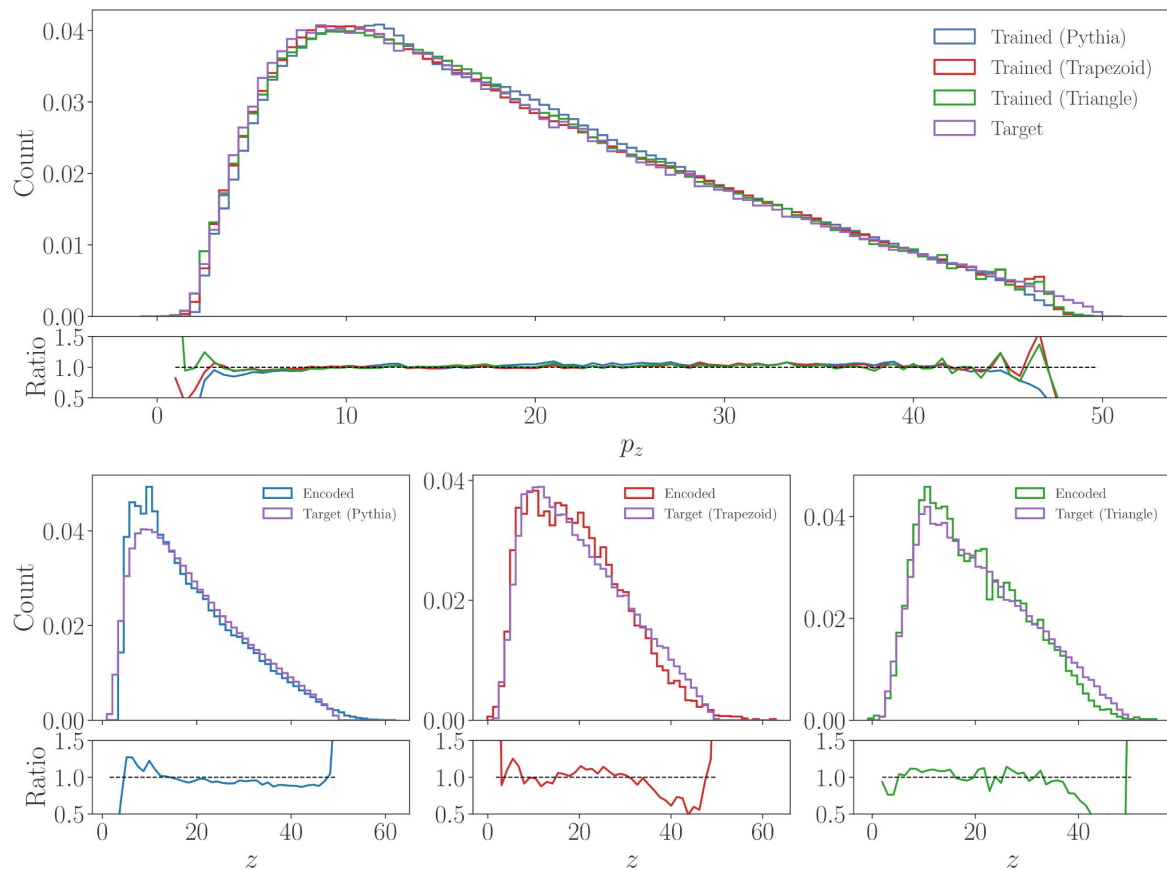 0.04
0.03
0.02
0.01
0.00
Count
Trained (Pythia)
Trained (Trapezoid)
Trained (Triangle)
Target
1.5
1.0
0.5
Ratio
0 10 20 30 40 50
p_z
0.04
0.02
0.00
Count
Encoded
Target (Pythia)
0.04
0.02
0.00
Encoded
Target (Trapezoid)
0.04
0.02
0.00
Encoded
Target (Triangle)
1.5
1.0
0.5
Ratio
0 20 40 60
z
1.5
1.0
0.5
0 20 40 60
z
1.5
1.0
0.5
0 20 40
z